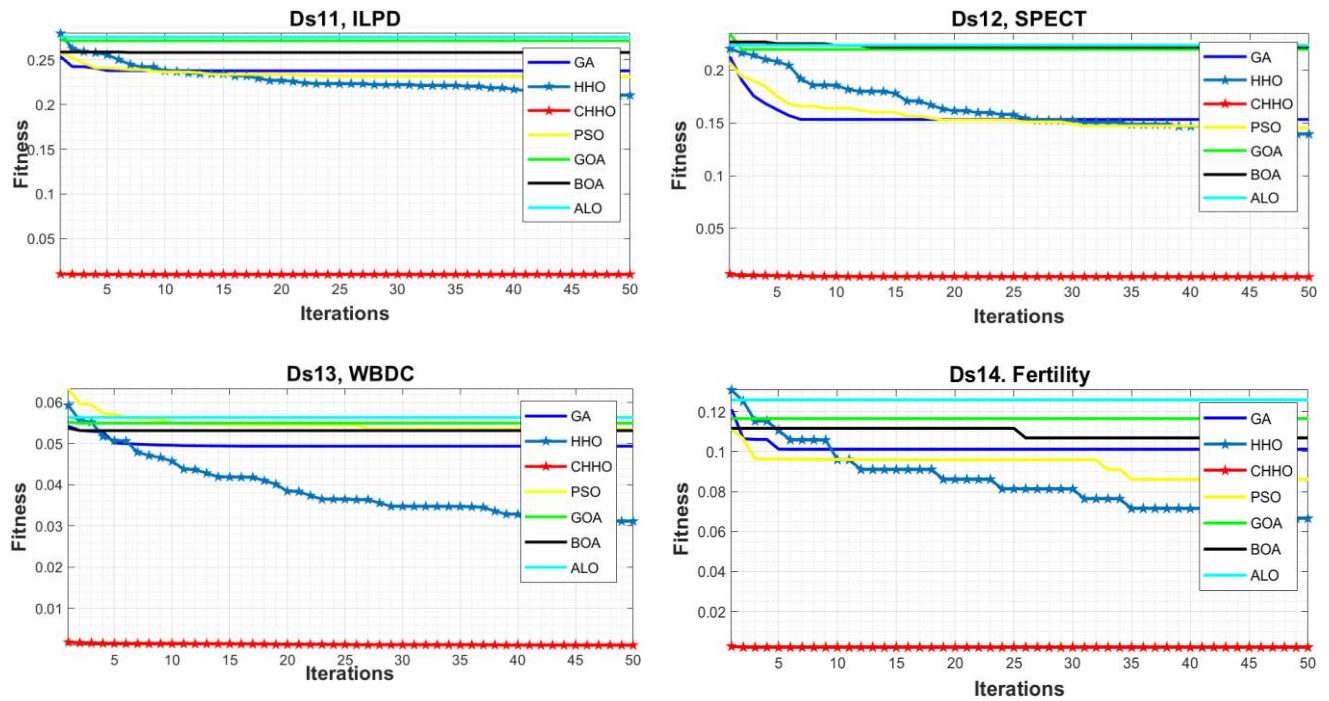 Ds11, ILPD
Fitness
0.25
0.2
0.15
0.1
0.05
GA
HHO
CHHO
PSO
GOA
BOA
ALO
5 10 15 20 25 30 35 40 45 50
Iterations
Ds12, SPECT
Fitness
0.2
0.15
0.1
0.05
GA
HHO
CHHO
PSO
GOA
BOA
ALO
5 10 15 20 25 30 35 40 45 50
Iterations
Ds13, WBDC
Fitness
0.06
0.05
0.04
0.03
0.02
0.01
GA
HHO
CHHO
PSO
GOA
BOA
ALO
5 10 15 20 25 30 35 40 45 50
Iterations
Ds14. Fertility
Fitness
0.12
0.1
0.08
0.06
0.04
0.02
GA
HHO
CHHO
PSO
GOA
BOA
ALO
5 10 15 20 25 30 35 40 45 50
Iterations